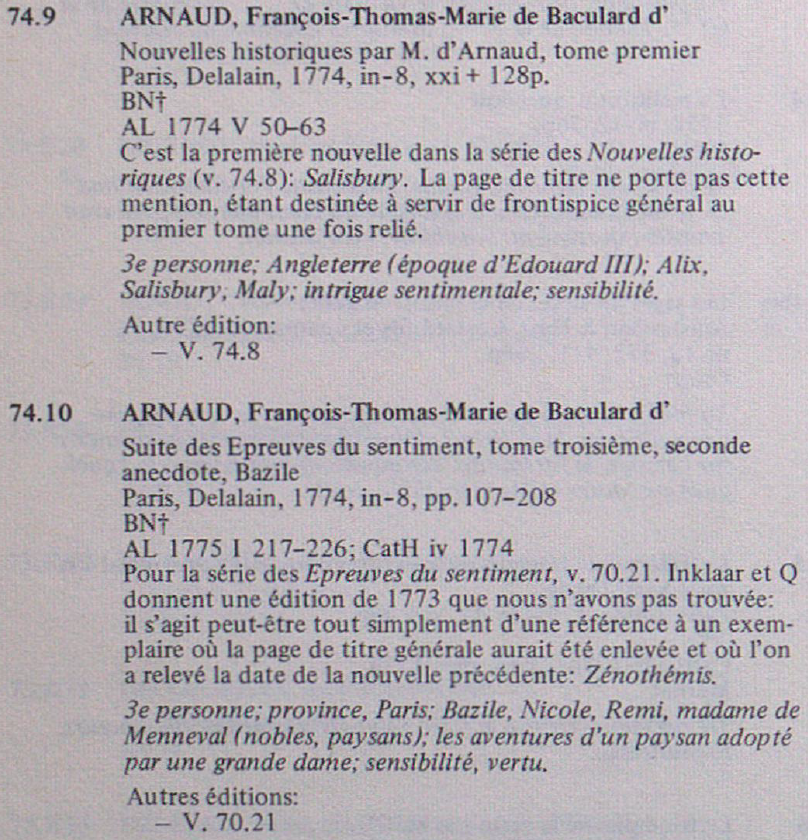 74.9 ARNAUD, François-Thomas-Marie de Baculard d'
Nouvelles historiques par M. d'Arnaud, tome premier
Paris, Delalain, 1774, in-8, xxi + 128p.
BN†
AL 1774 V 50–63
C'est la première nouvelle dans la série des Nouvelles histo-
riques (v. 74.8): Salisbury. La page de titre ne porte pas cette
mention, étant destinée à servir de frontispice général au
premier tome une fois relié.
3e personne; Angleterre (époque d'Edouard III); Alix,
Salisbury, Maly; intrigue sentimentale; sensibilité.
Autre édition:
– V. 74.8
74.10 ARNAUD, François-Thomas-Marie de Baculard d'
Suite des Epreuves du sentiment, tome troisième, seconde
anecdote, Bazile
Paris, Delalain, 1774, in-8, pp. 107–208
BN†
AL 1775 I 217–226; CatH iv 1774
Pour la série des Epreuves du sentiment, v. 70.21. Inklaar et Q
donnent une édition de 1773 que nous n'avons pas trouvée:
il s'agit peut-être tout simplement d'une référence à un exem-
plaire où la page de titre générale aurait été enlevée et où l'on
a relevé la date de la nouvelle précédente: Zénothémis.
3e personne; province, Paris; Bazile, Nicole, Remi, madame de
Menneval (nobles, paysans); les aventures d'un paysan adopté
par une grande dame; sensibilité, vertu.
Autres éditions:
– V. 70.21